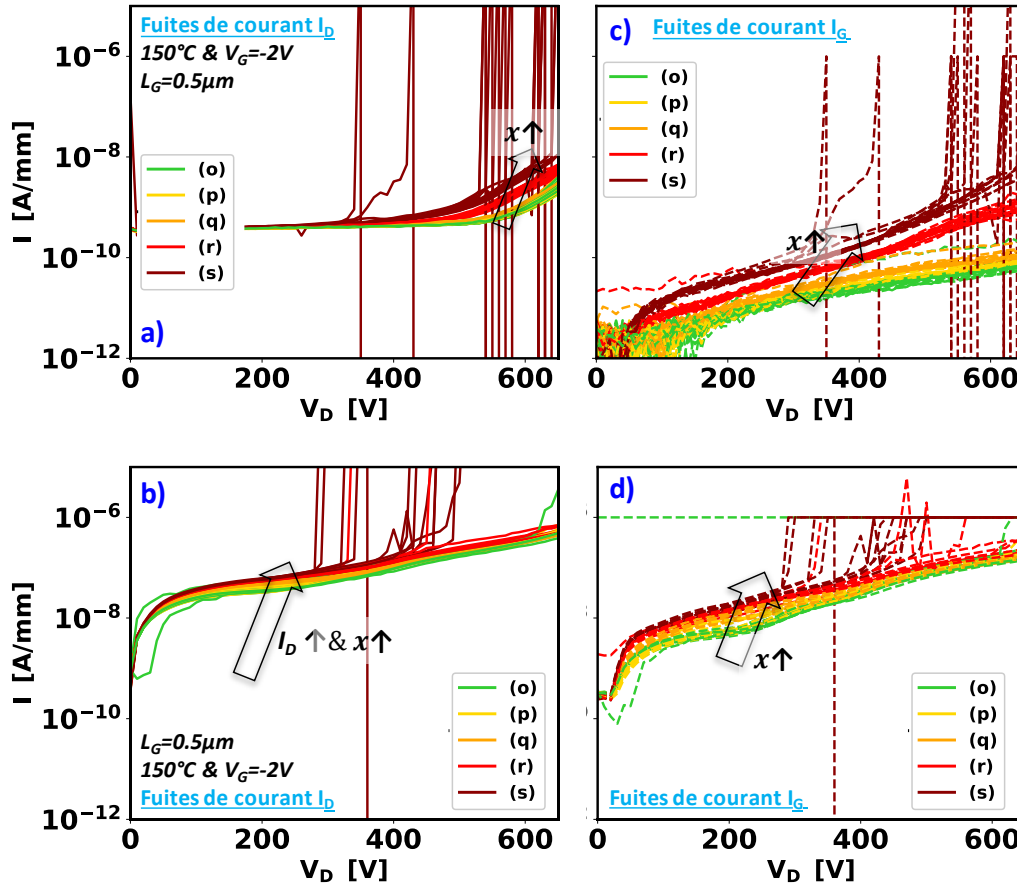 Fuites de courant I_D
150°C & V_G=-2V
L_G=0.5µm
x↑
(o)
(p)
(q)
(r)
(s)
a)
I [A/mm]
10⁻⁶
10⁻⁸
10⁻¹⁰
10⁻¹²
0 200 400 600
V_D [V]
c)
Fuites de courant I_G
(o)
(p)
(q)
(r)
(s)
x↑
0 200 400 600
V_D [V]
b)
I_D ↑ & x↑
L_G=0.5µm
150°C & V_G=-2V
Fuites de courant I_D
(o)
(p)
(q)
(r)
(s)
I [A/mm]
10⁻⁶
10⁻⁸
10⁻¹⁰
10⁻¹²
0 200 400 600
V_D [V]
d)
x↑
(o)
(p)
(q)
(r)
(s)
Fuites de courant I_G
0 200 400 600
V_D [V]